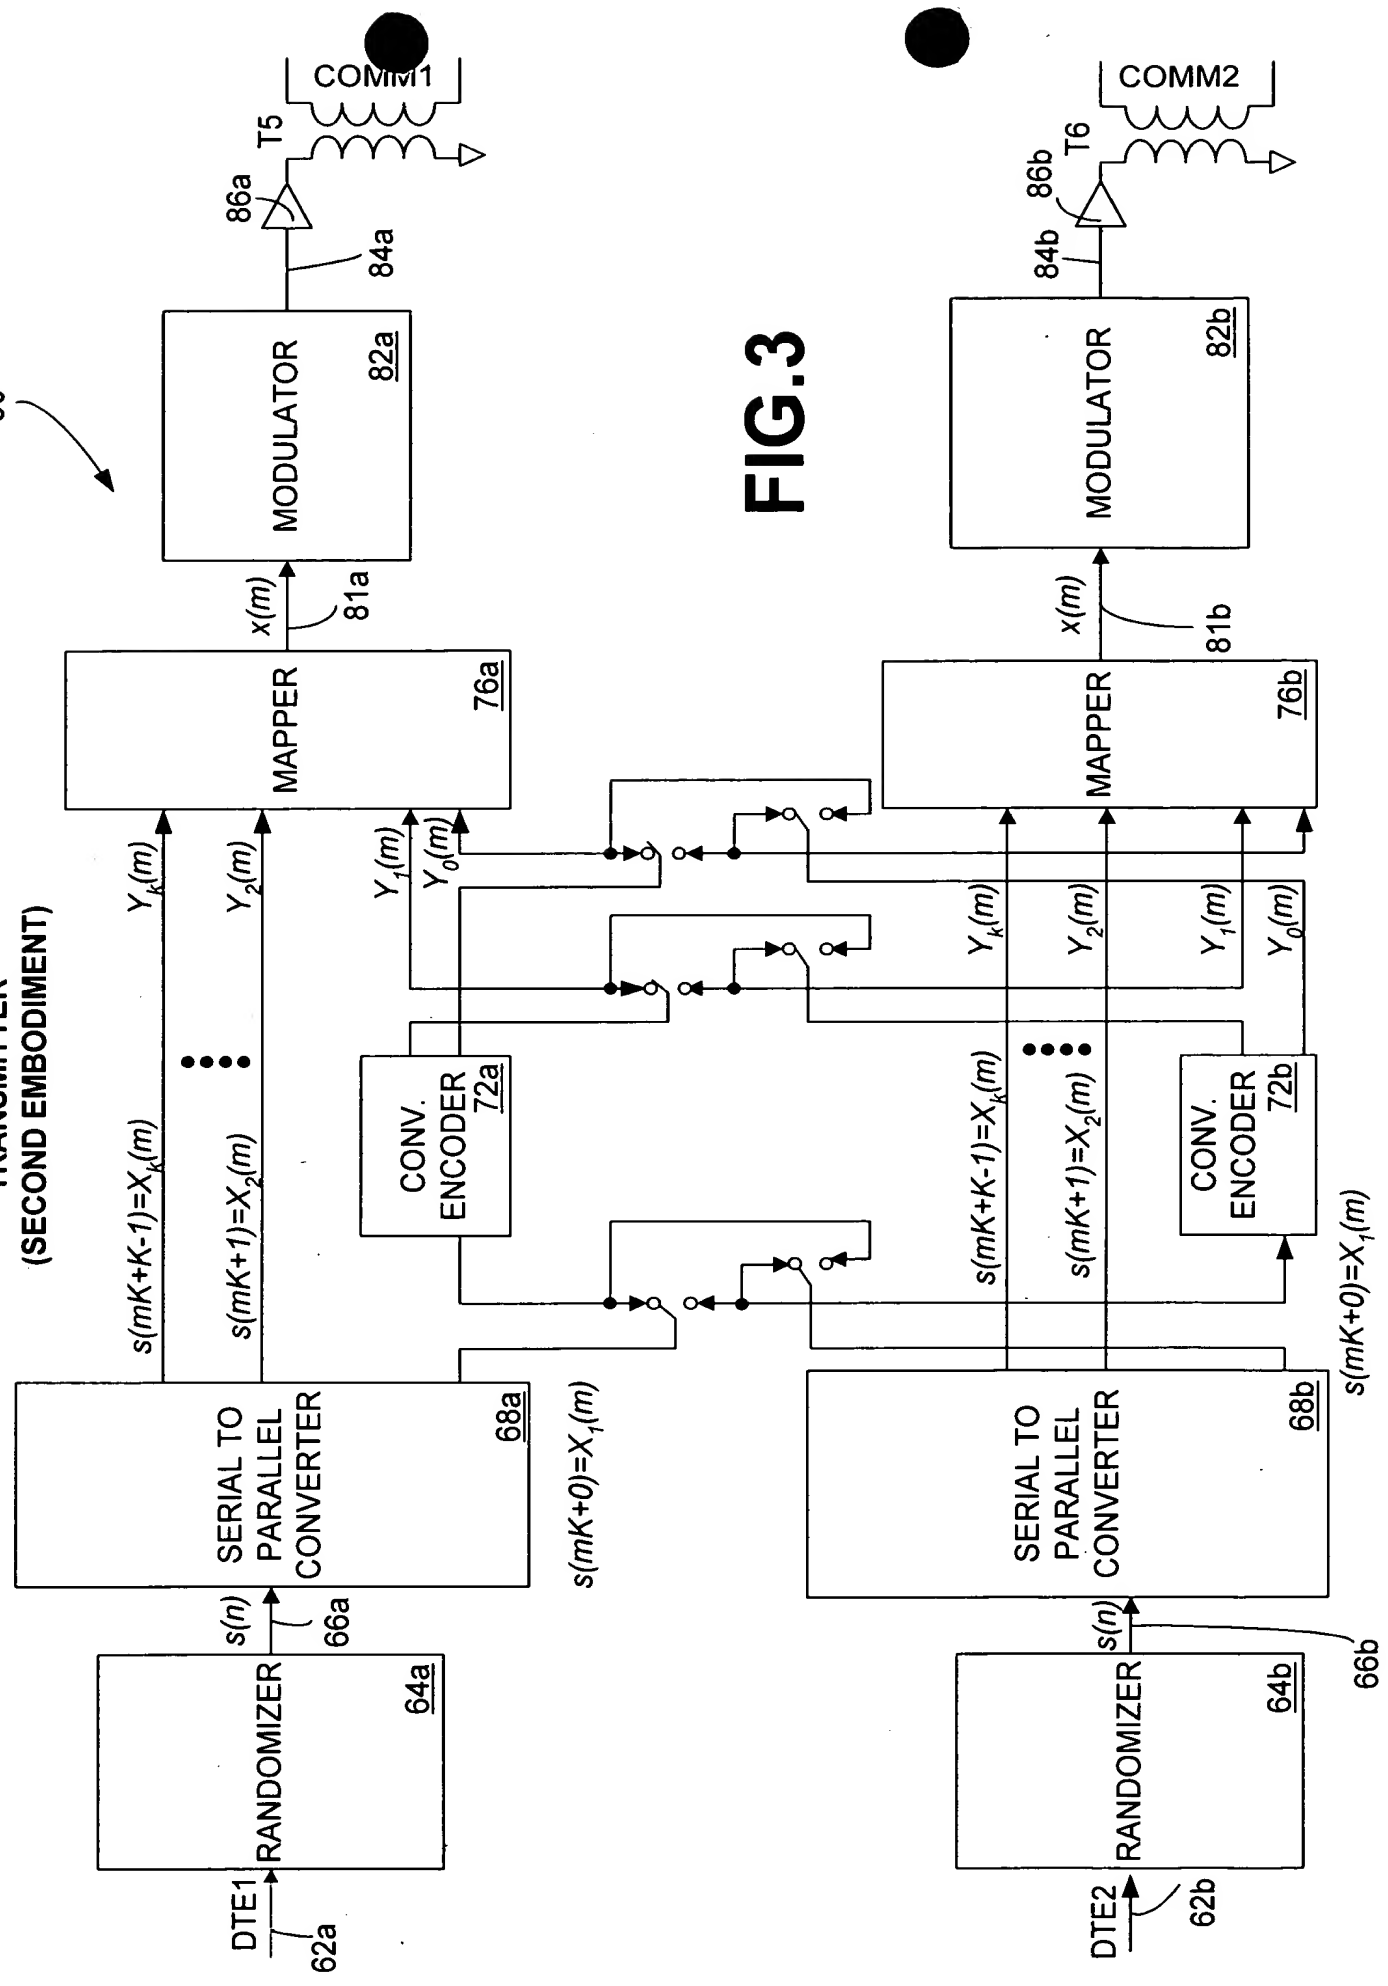 TRANSMITTER
(SECOND EMBODIMENT)
DTE1
62a
RANDOMIZER
64a
s(n)
66a
SERIAL TO
PARALLEL
CONVERTER
68a
s(mK+K-1)=X_k(m)
s(mK+1)=X_2(m)
s(mK+0)=X_1(m)
CONV.
ENCODER
72a
Y_k(m)
Y_2(m)
Y_1(m)
Y_0(m)
MAPPER
76a
x(m)
81a
MODULATOR
82a
84a
86a
T5
COMM1
FIG.3
DTE2
62b
RANDOMIZER
64b
s(n)
66b
SERIAL TO
PARALLEL
CONVERTER
68b
s(mK+K-1)=X_k(m)
s(mK+1)=X_2(m)
s(mK+0)=X_1(m)
CONV.
ENCODER
72b
Y_k(m)
Y_2(m)
Y_1(m)
Y_0(m)
MAPPER
76b
x(m)
81b
MODULATOR
82b
84b
86b
T6
COMM2